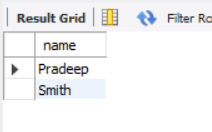 Result Grid Filter Ro
name
Pradeep
Smith